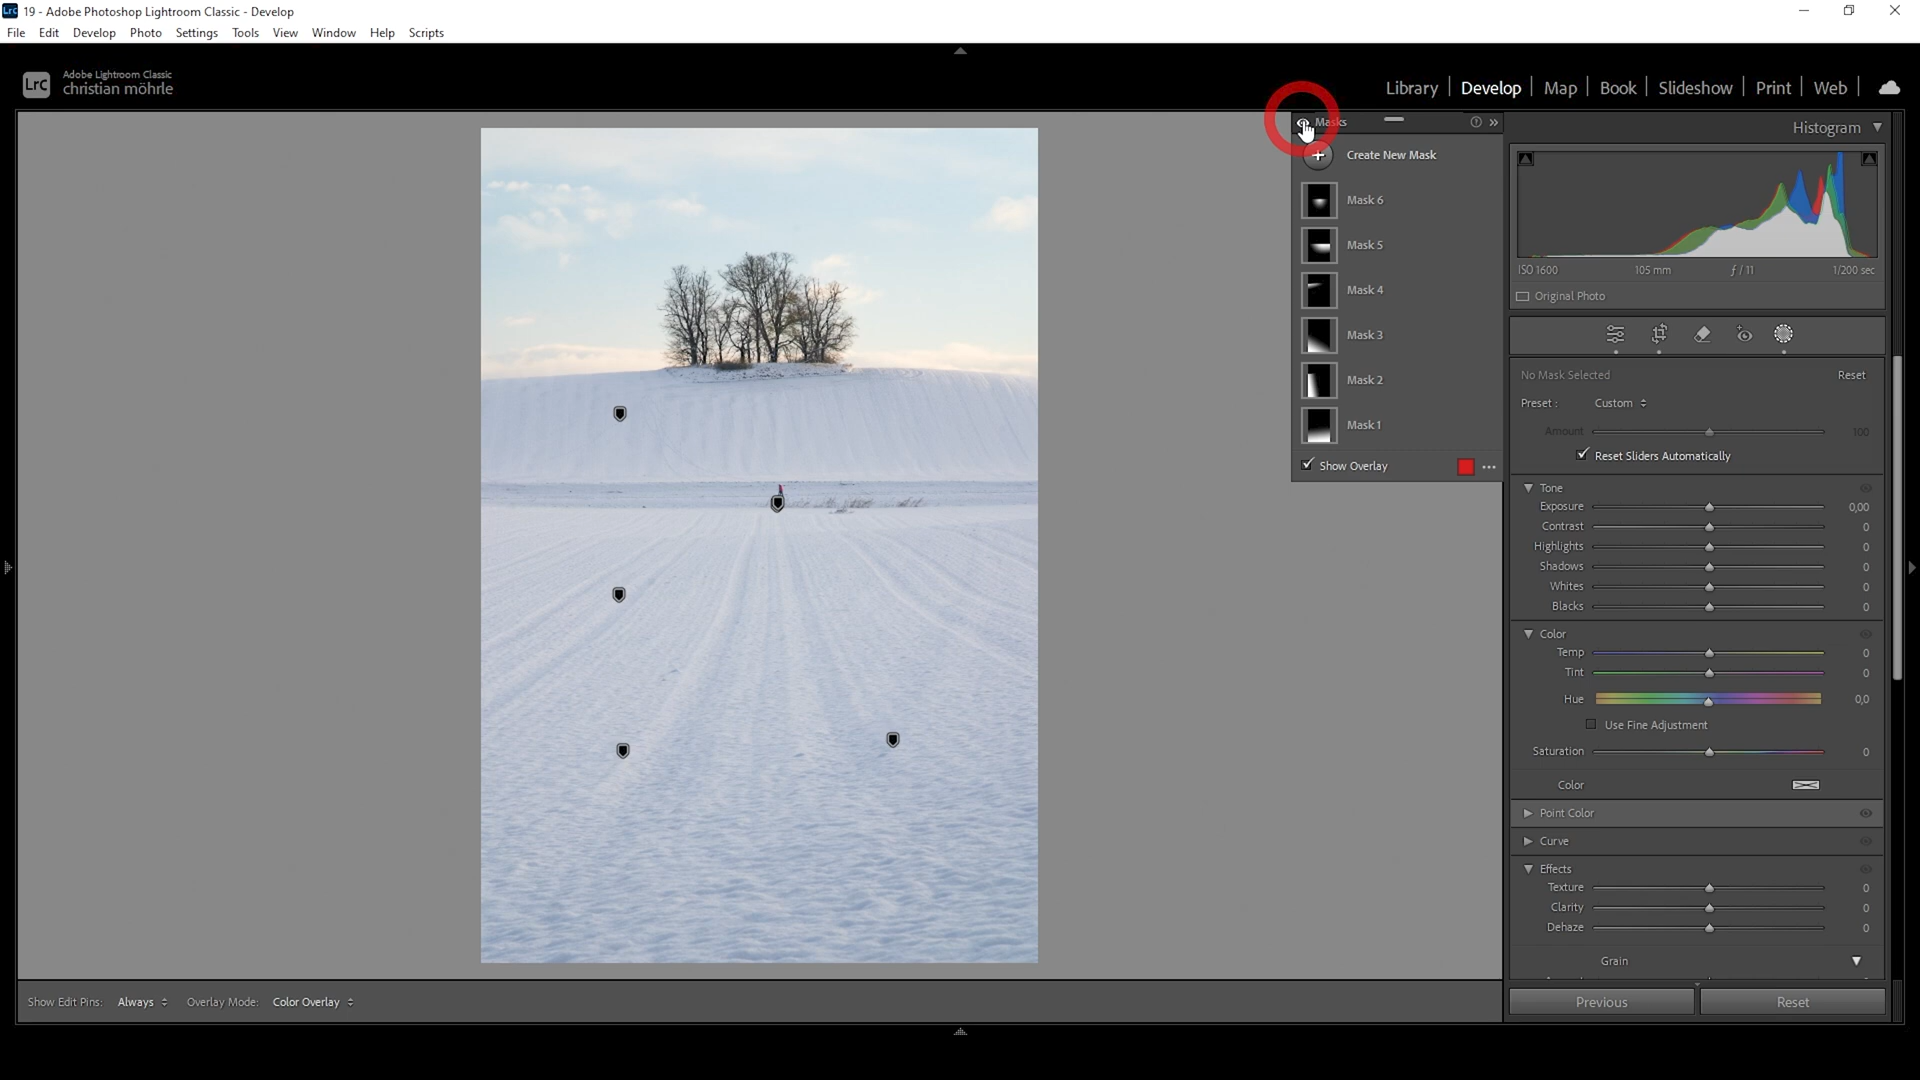 Lrc 19 - Adobe Photoshop Lightroom Classic - Develop
File Edit Develop Photo Settings Tools View Window Help Scripts
Lrc
Adobe Lightroom Classic
christian möhrle
Library Develop Map Book Slideshow Print Web
Masks
Create New Mask
Mask 6
Mask 5
Mask 4
Mask 3
Mask 2
Mask 1
Show Overlay
Histogram
ISO 1600 105 mm ƒ / 11 1/200 sec
Original Photo
No Mask Selected Reset
Preset : Custom
Amount 100
Reset Sliders Automatically
Tone
Exposure 0,00
Contrast 0
Highlights 0
Shadows 0
Whites 0
Blacks 0
Color
Temp 0
Tint 0
Hue 0,0
Use Fine Adjustment
Saturation 0
Color
Point Color
Curve
Effects
Texture 0
Clarity 0
Dehaze 0
Grain
Show Edit Pins: Always Overlay Mode: Color Overlay
Previous Reset